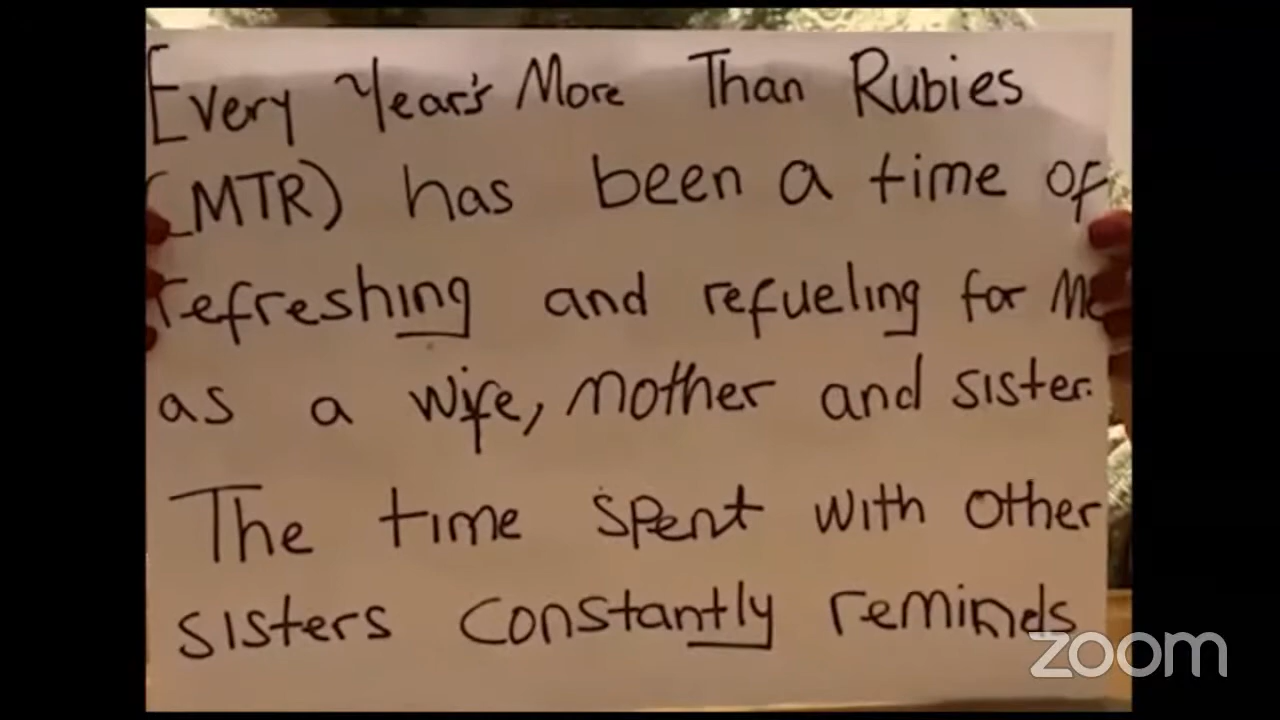 Every Year's More Than Rubies
(MTR) has been a time of
refreshing and refueling for me
as a wife, mother and sister.
The time spent with other
sisters constantly reminds
zoom